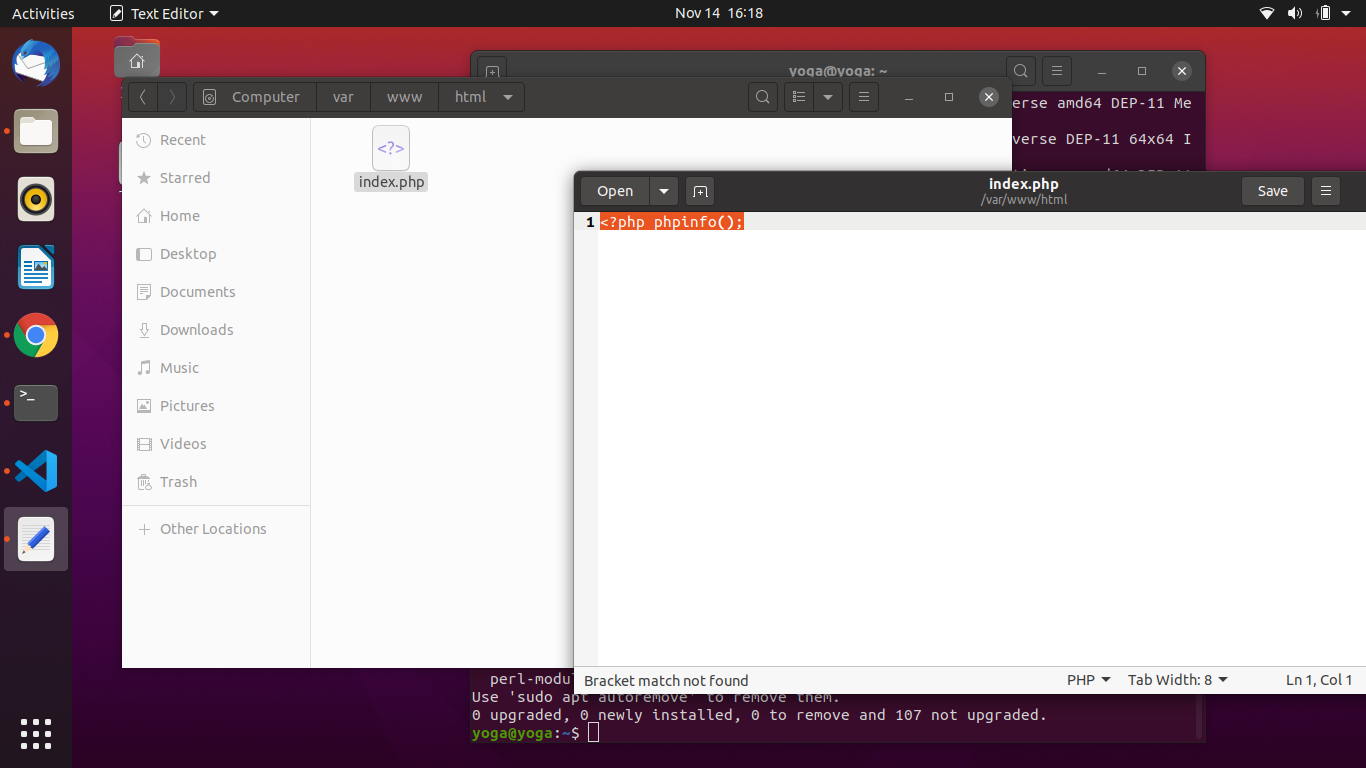 Activities
Text Editor
Nov 14 16:18
yoga@yoga: ~
Computer
var
www
html
erse amd64 DEP-11 Me
verse DEP-11 64x64 I
Recent
Starred
Home
Desktop
Documents
Downloads
Music
Pictures
Videos
Trash
Other Locations
<?>
index.php
Open
index.php
/var/www/html
Save
1 <?php phpinfo();
Bracket match not found
PHP
Tab Width: 8
Ln 1, Col 1
>_
perl-modu
Use 'sudo apt autoremove' to remove them.
0 upgraded, 0 newly installed, 0 to remove and 107 not upgraded.
yoga@yoga:~$